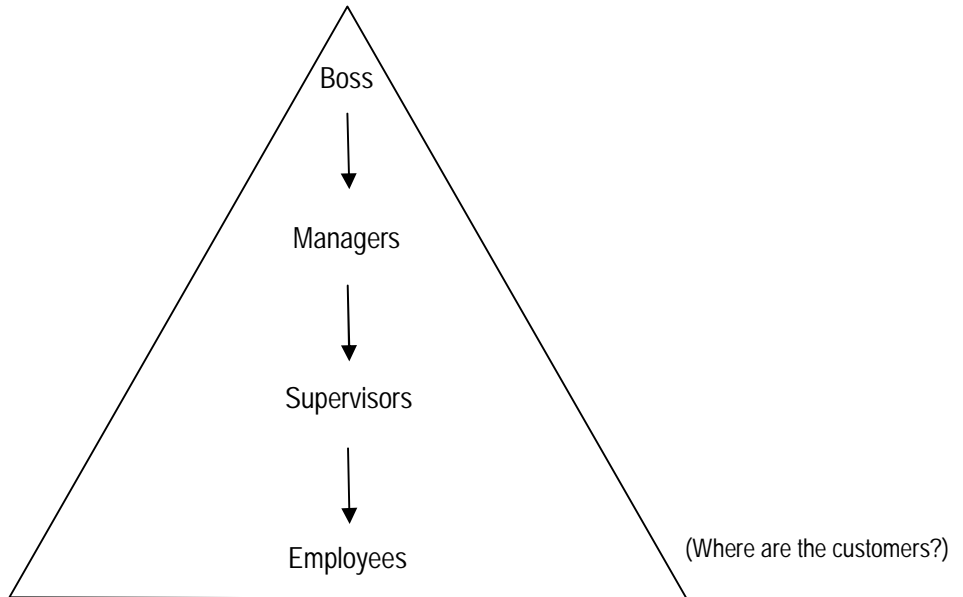 Boss
Managers
Supervisors
Employees
(Where are the customers?)